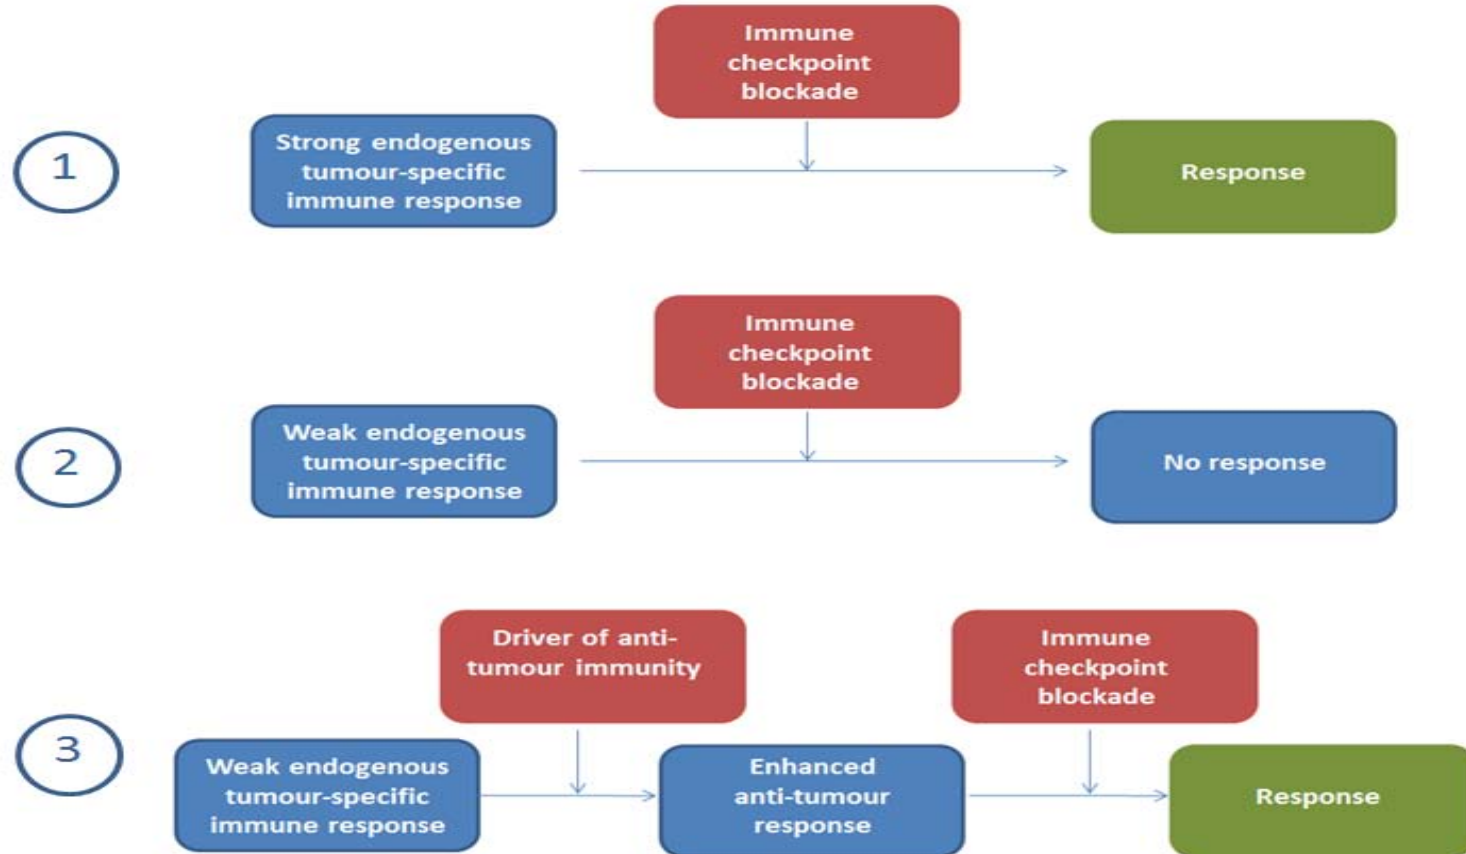 Immune
checkpoint
blockade
1
Strong endogenous
tumour-specific
immune response
Response
Immune
checkpoint
blockade
2
Weak endogenous
tumour-specific
immune response
No response
Driver of anti-
tumour immunity
Immune
checkpoint
blockade
3
Weak endogenous
tumour-specific
immune response
Enhanced
anti-tumour
response
Response